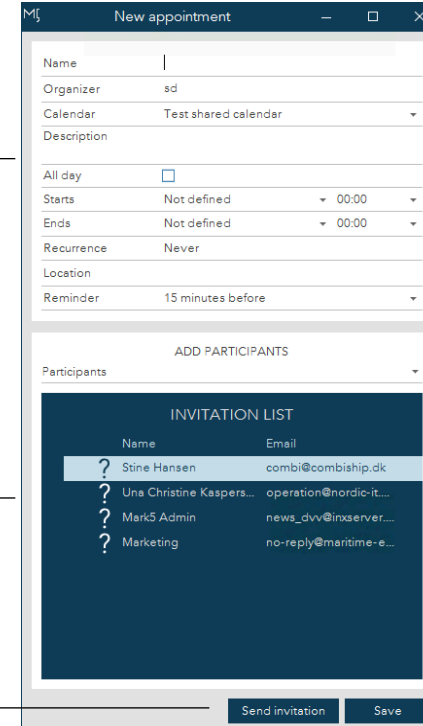 M5 New appointment
Name
Organizer sd
Calendar Test shared calendar
Description
All day
Starts Not defined 00:00
Ends Not defined 00:00
Recurrence Never
Location
Reminder 15 minutes before
ADD PARTICIPANTS
Participants
INVITATION LIST
Name Email
? Stine Hansen combi@combiship.dk
? Una Christine Kaspers... operation@nordic-it....
? Mark5 Admin news_dvv@inxserver....
? Marketing no-reply@maritime-e...
Send invitation Save